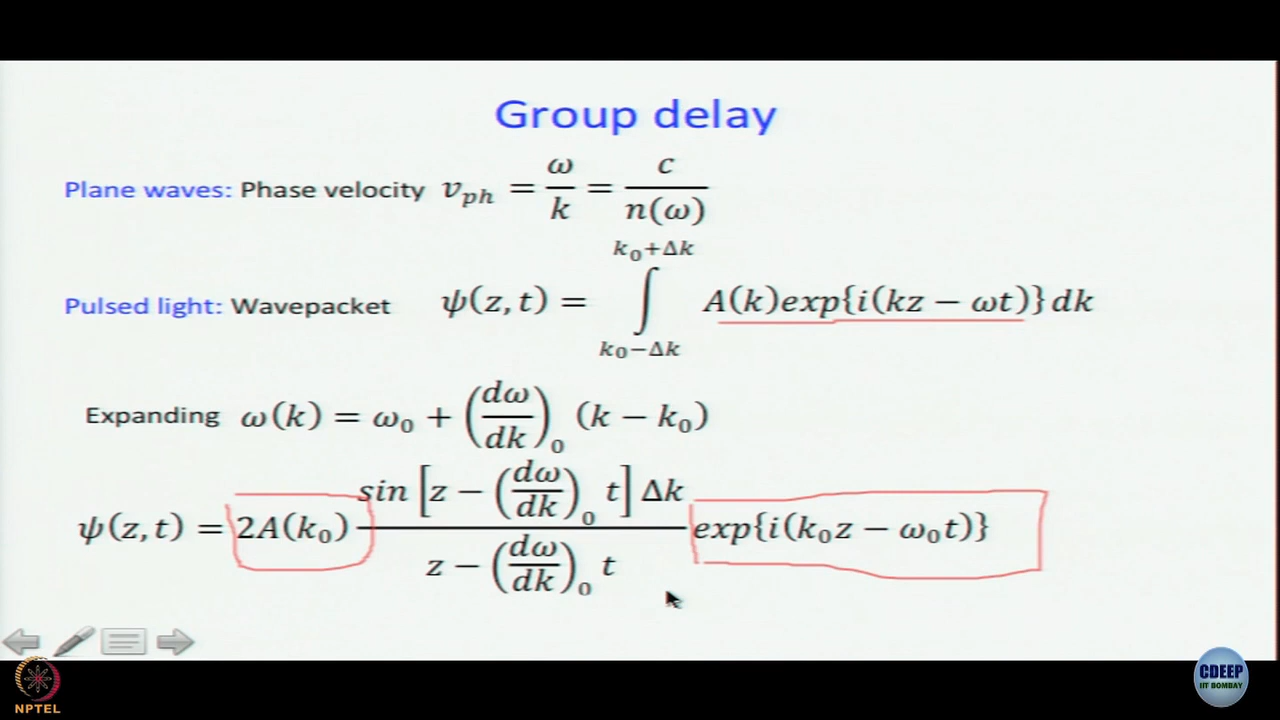 Group delay
Plane waves: Phase velocity v_ph = ω/k = c/n(ω)
Pulsed light: Wavepacket ψ(z, t) = ∫_{k₀−Δk}^{k₀+Δk} A(k)exp{i(kz − ωt)}dk
Expanding ω(k) = ω₀ + (dω/dk)₀ (k − k₀)
ψ(z, t) = 2A(k₀) sin [z − (dω/dk)₀ t] Δk / z − (dω/dk)₀ t exp{i(k₀z − ω₀t)}
NPTEL
CDEEP
IIT BOMBAY